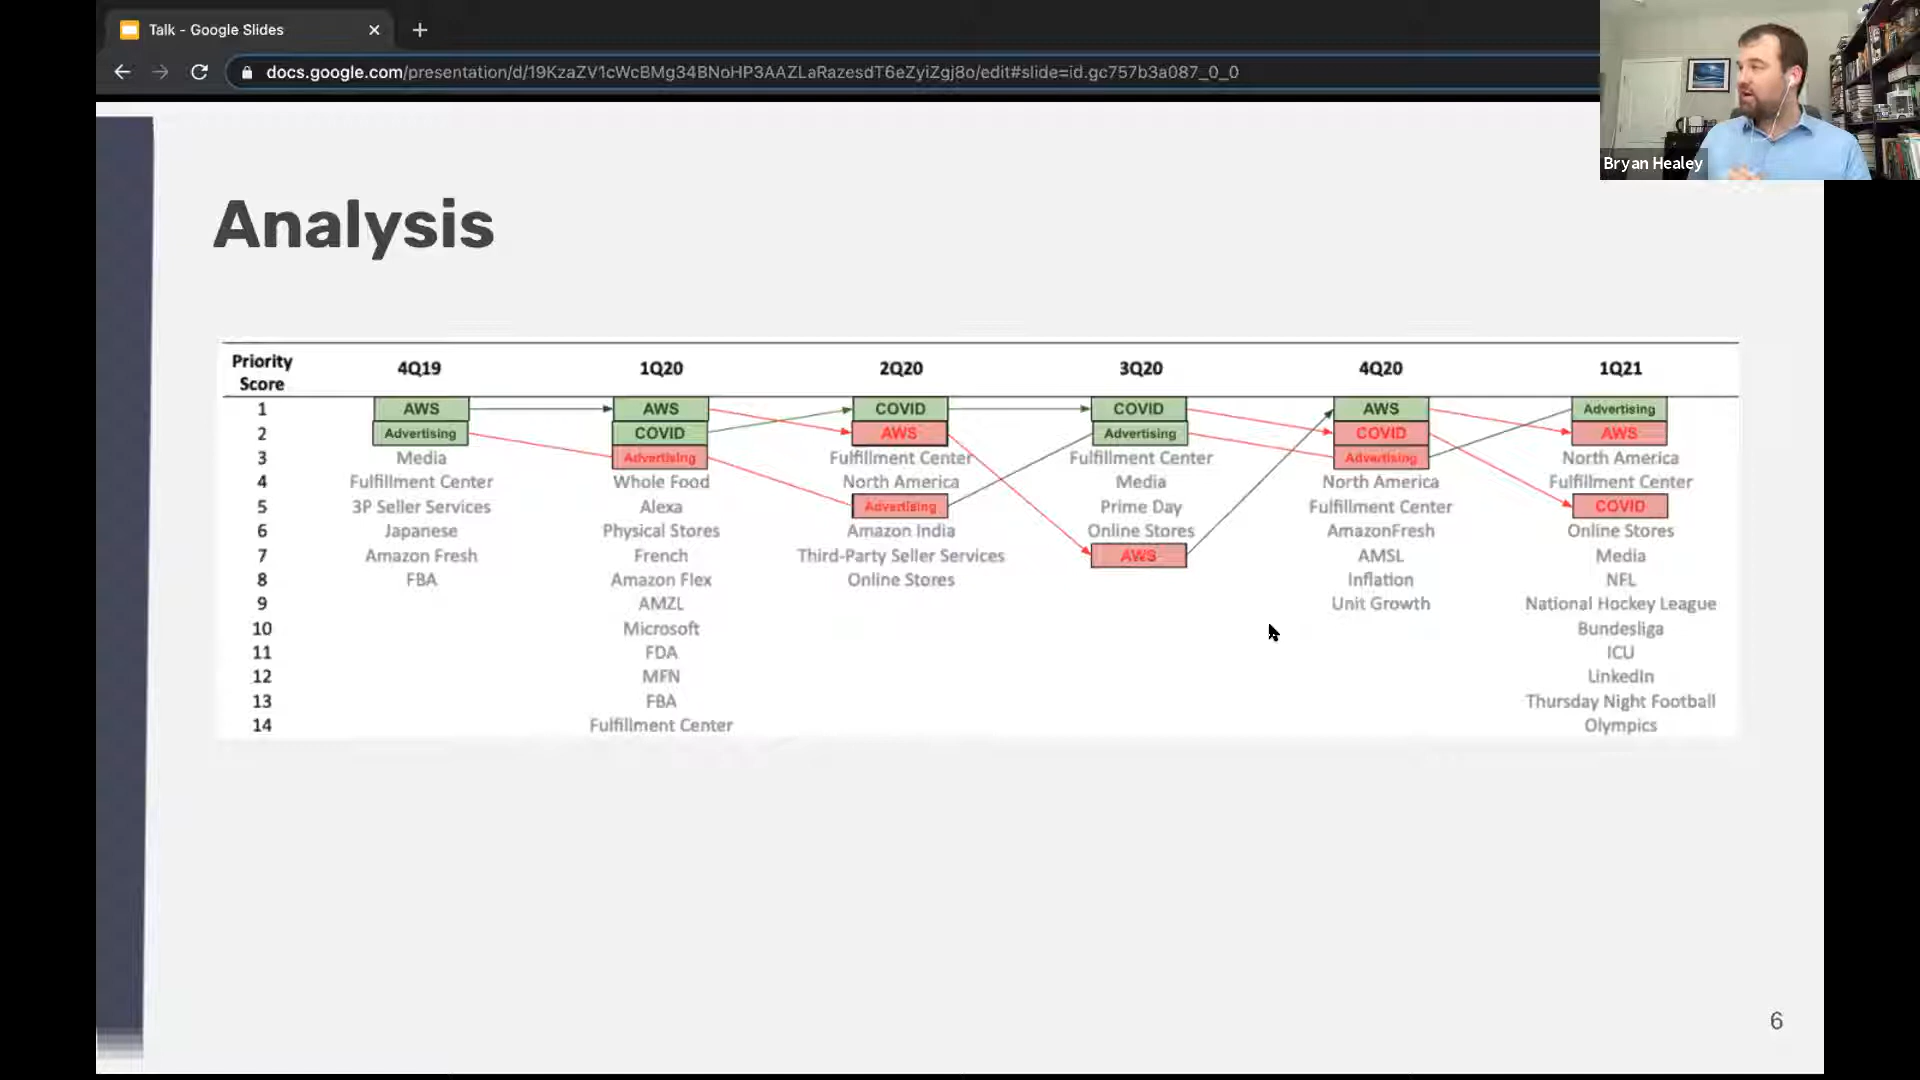 Talk - Google Slides
docs.google.com/presentation/d/19KzaZV1cWcBMg34BNoHP3AAZLaRazesdT6eZyiZgj8o/edit#slide=id.gc757b3a087_0_0
Bryan Healey
Analysis
Priority Score 4Q19 1Q20 2Q20 3Q20 4Q20 1Q21
1 AWS AWS COVID COVID AWS Advertising
2 Advertising COVID AWS Advertising COVID AWS
3 Media Advertising Fulfillment Center Fulfillment Center Advertising North America
4 Fulfillment Center Whole Food North America Media North America Fulfillment Center
5 3P Seller Services Alexa Advertising Prime Day Fulfillment Center COVID
6 Japanese Physical Stores Amazon India Online Stores AmazonFresh Online Stores
7 Amazon Fresh French Third-Party Seller Services AWS AMSL Media
8 FBA Amazon Flex Online Stores Inflation NFL
9 AMZL Unit Growth National Hockey League
10 Microsoft Bundesliga
11 FDA ICU
12 MFN LinkedIn
13 FBA Thursday Night Football
14 Fulfillment Center Olympics
6